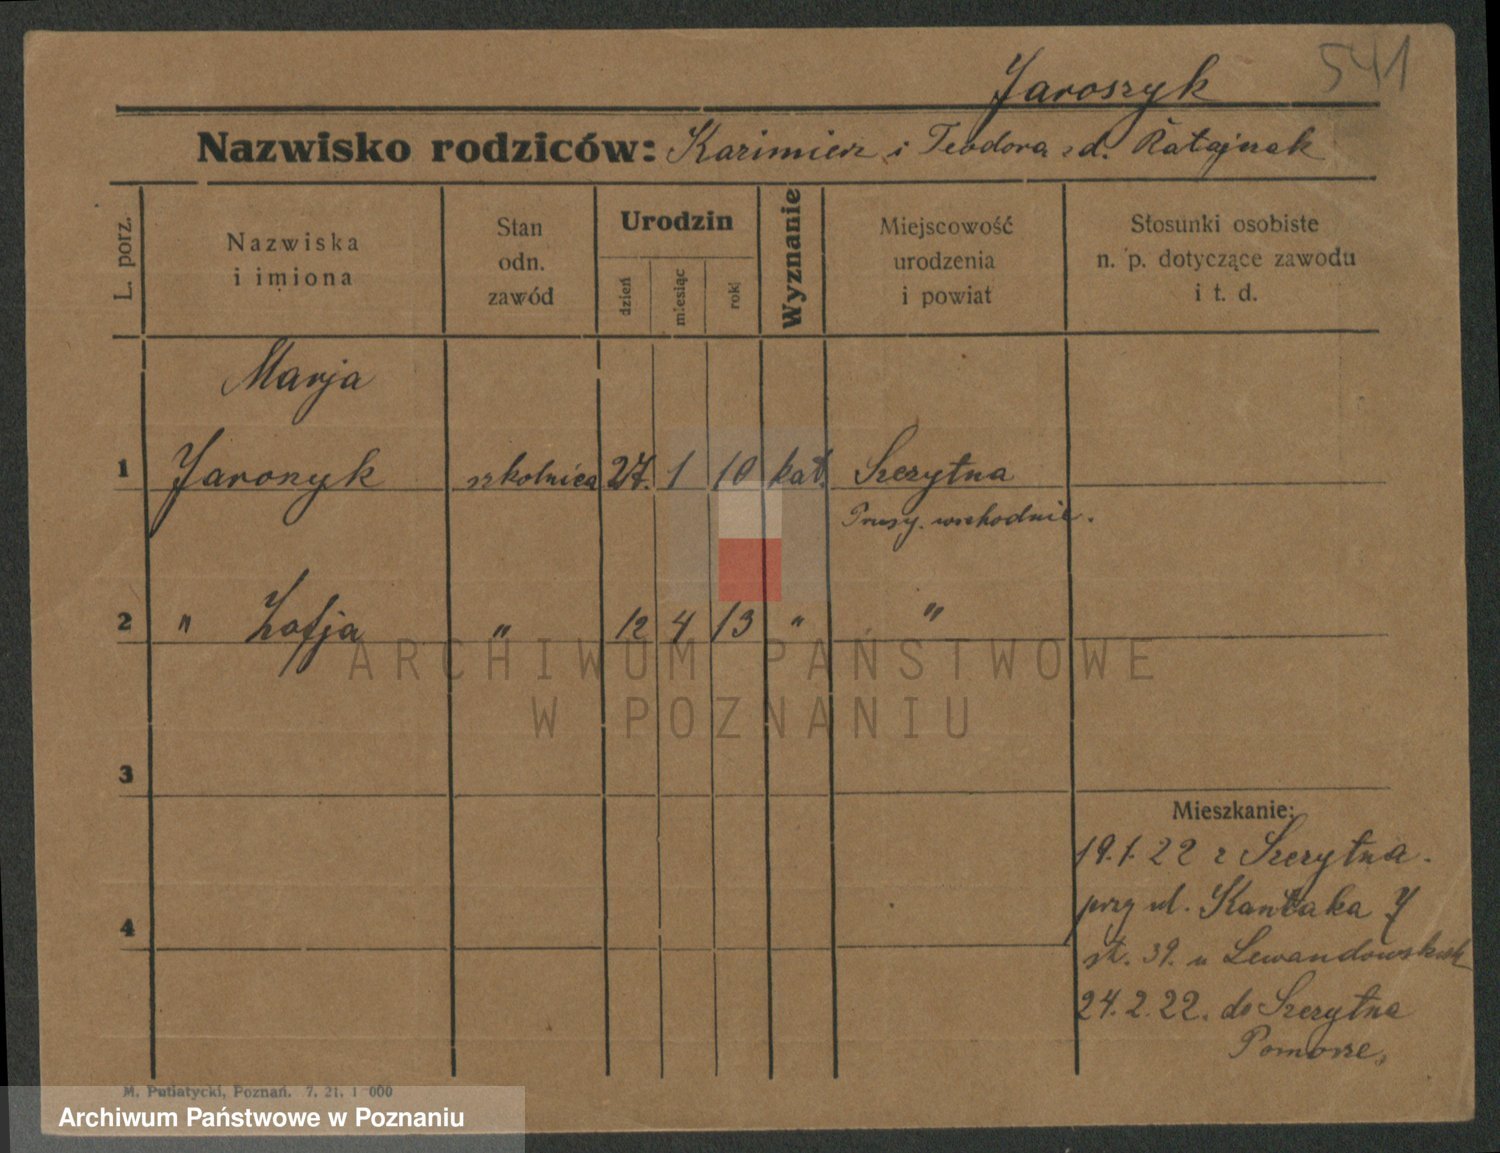 541
Jaroszyk
Nazwisko rodziców: Kazimierz i Teodora zd. Ratajczak
L. porz.
Nazwiska
i imiona
Stan
odn.
zawód
Urodzin
dzień
miesiąc
rok
Wyznanie
Miejscowość
urodzenia
i powiat
Stosunki osobiste
n. p. dotyczące zawodu
i t. d.
Marja
1 Jaroszyk szkolnica 27. 1 10 kat. Szczytna
Prusy. wschodnie.
2 " Zofja " 12 4 13 " "
ARCHIWUM PAŃSTWOWE
W POZNANIU
3
Mieszkanie:
19.1.22 z Szczytna.
przy ul. Kantaka 7
st. 39. u Lewandowskich
4
24.2.22. do Szczytna
Pomorze,
M. Putiatycki, Poznań. 7. 21. 1 000
Archiwum Państwowe w Poznaniu